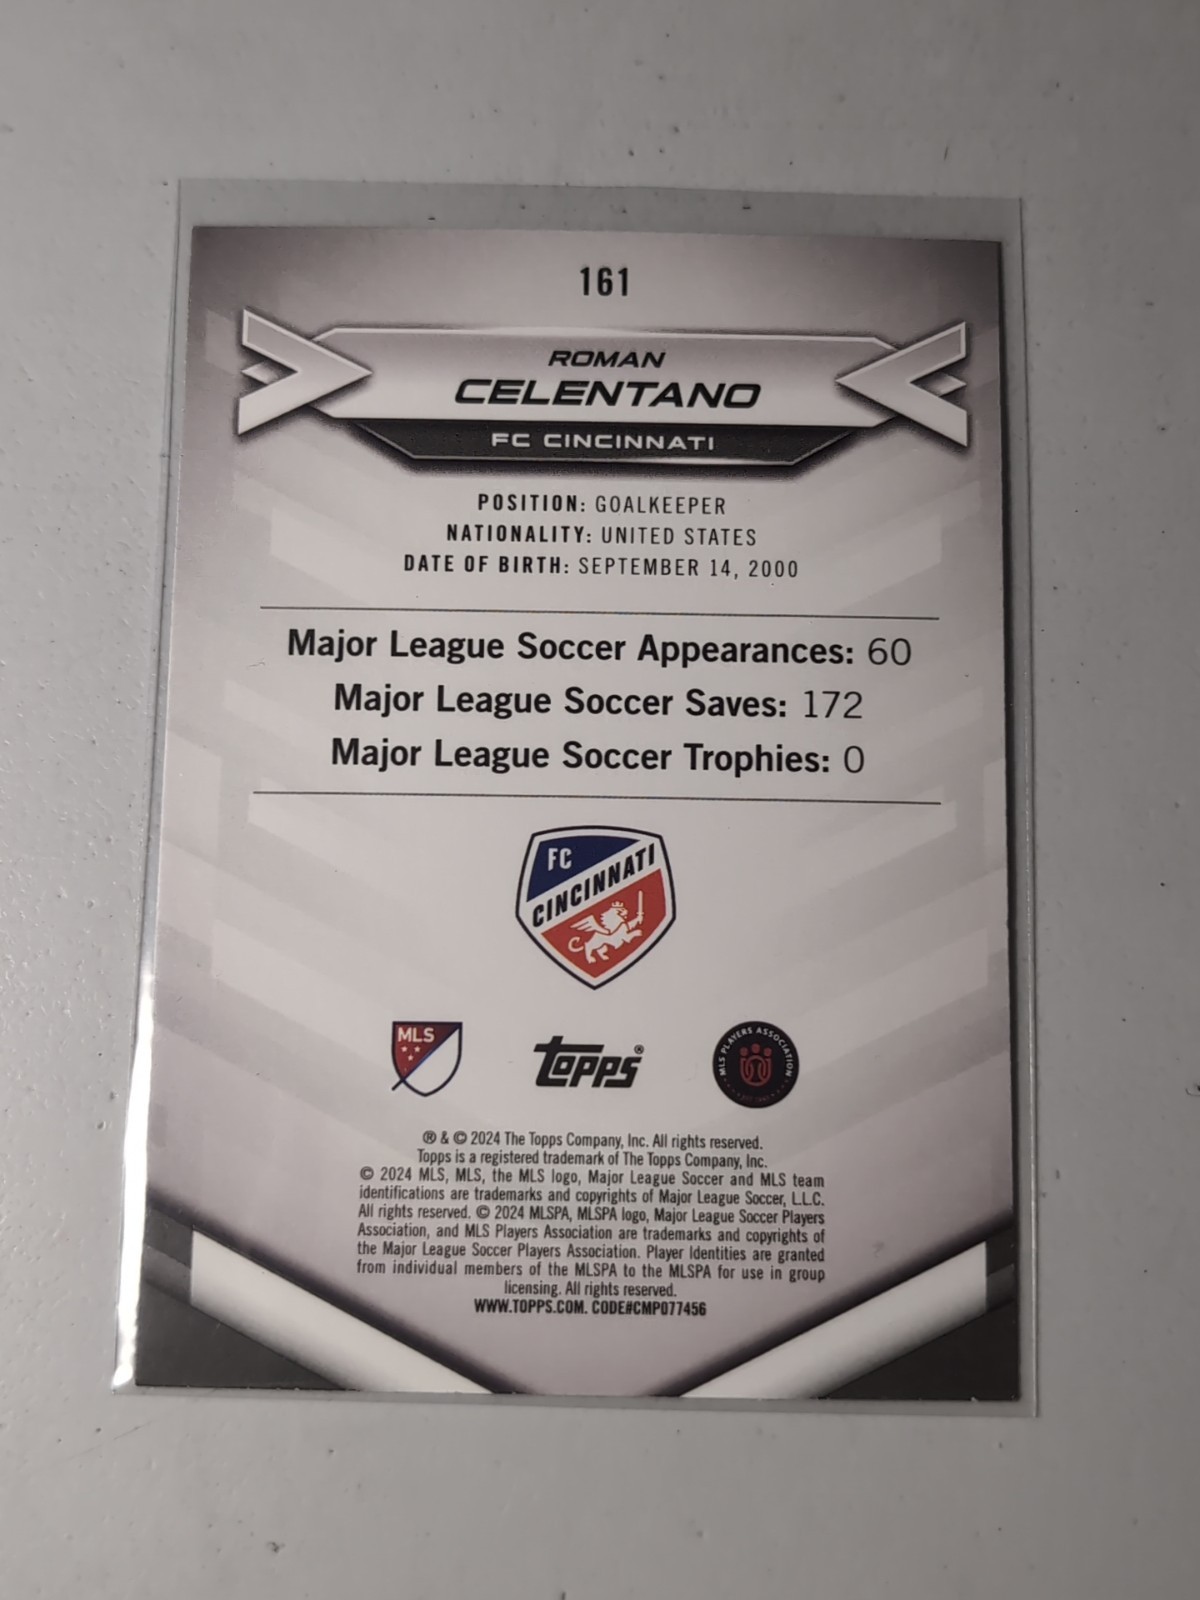 161
ROMAN
CELENTANO
FC CINCINNATI
POSITION: GOALKEEPER
NATIONALITY: UNITED STATES
DATE OF BIRTH: SEPTEMBER 14, 2000
Major League Soccer Appearances: 60
Major League Soccer Saves: 172
Major League Soccer Trophies: 0
FC
CINCINNATI
MLS
TOPPS®
MLS PLAYERS ASSOCIATION
® & © 2024 The Topps Company, Inc. All rights reserved.
Topps is a registered trademark of The Topps Company, Inc.
© 2024 MLS, MLS, the MLS logo, Major League Soccer and MLS team
identifications are trademarks and copyrights of Major League Soccer, L.L.C.
All rights reserved. © 2024 MLSPA, MLSPA logo, Major League Soccer Players
Association, and MLS Players Association are trademarks and copyrights of
the Major League Soccer Players Association. Player Identities are granted
from individual members of the MLSPA to the MLSPA for use in group
licensing. All rights reserved.
WWW.TOPPS.COM. CODE#CMP077456